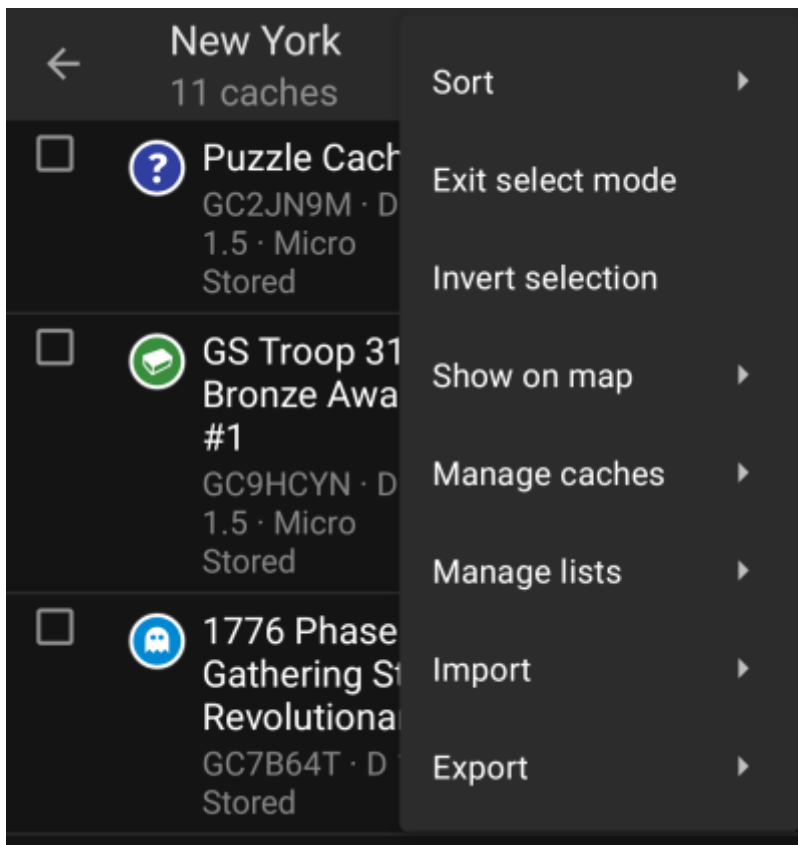 New York
11 caches
Puzzle Cach
GC2JN9M · D
1.5 · Micro
Stored
GS Troop 31
Bronze Awa
#1
GC9HCYN · D
1.5 · Micro
Stored
1776 Phase
Gathering St
Revolutiona
GC7B64T · D
Stored
Sort
Exit select mode
Invert selection
Show on map
Manage caches
Manage lists
Import
Export